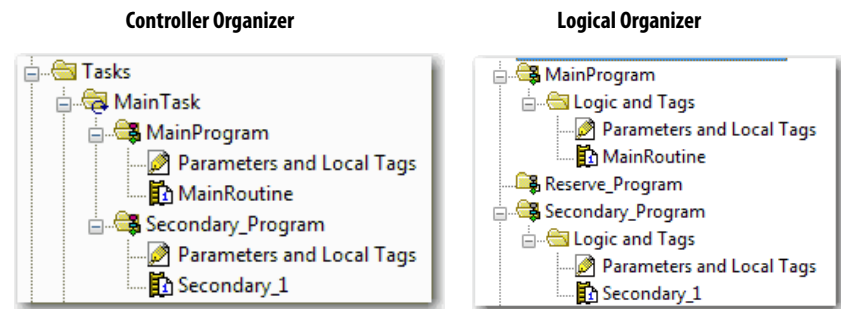 Controller Organizer
Tasks
MainTask
MainProgram
Parameters and Local Tags
MainRoutine
Secondary_Program
Parameters and Local Tags
Secondary_1
Logical Organizer
MainProgram
Logic and Tags
Parameters and Local Tags
MainRoutine
Reserve_Program
Secondary_Program
Logic and Tags
Parameters and Local Tags
Secondary_1